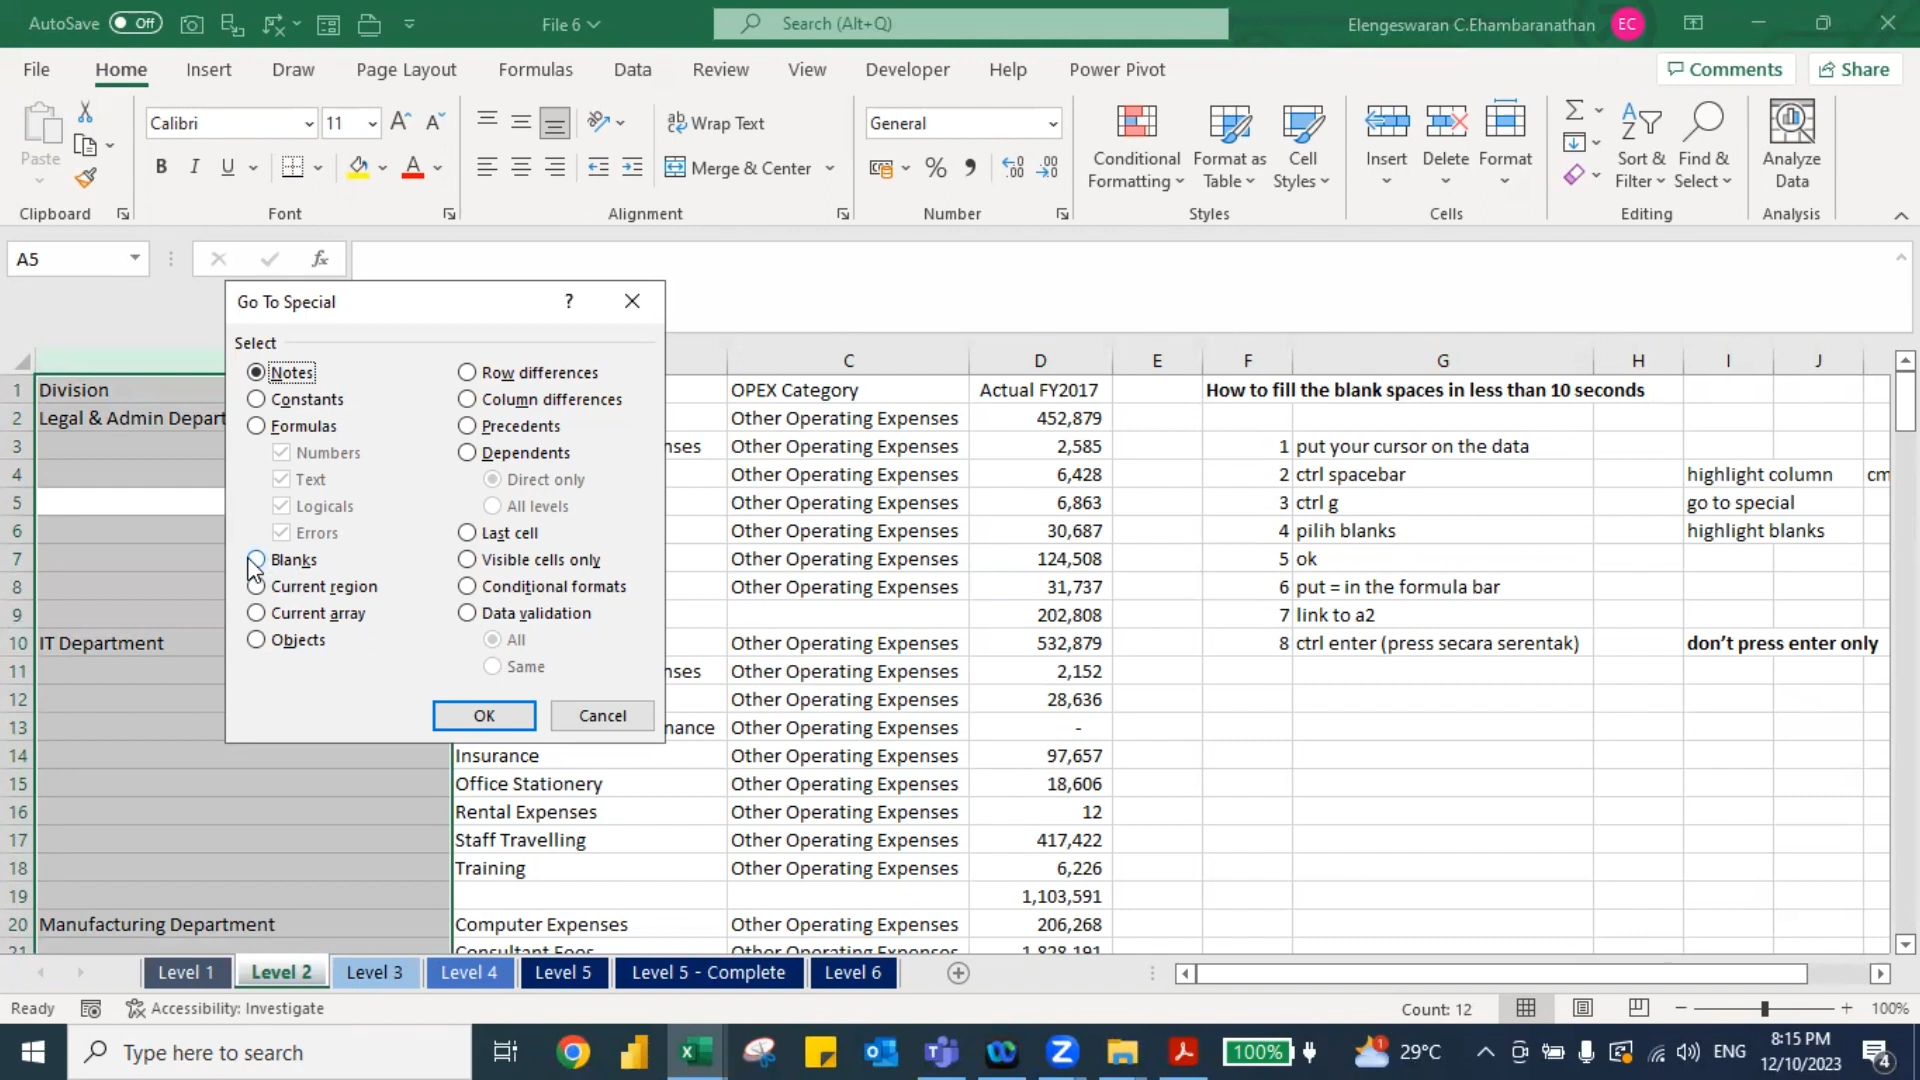 AutoSave Off File 6 Search (Alt+Q) Elengeswaran C.Ehambaranathan EC
File Home Insert Draw Page Layout Formulas Data Review View Developer Help Power Pivot Comments Share
Paste Calibri 11 Wrap Text General Conditional Formatting Format as Table Cell Styles Insert Delete Format Sort & Filter Find & Select Analyze Data
B I U Merge & Center % 9
Clipboard Font Alignment Number Styles Cells Editing Analysis
A5 fx
Go To Special ? ×
Select
Notes Row differences
Constants Column differences
Formulas Precedents
Numbers Dependents
Text Direct only
Logicals All levels
Errors Last cell
Blanks Visible cells only
Current region Conditional formats
Current array Data validation
Objects All
Same
OK Cancel
C D E F G H I J
1 Division OPEX Category Actual FY2017 How to fill the blank spaces in less than 10 seconds
2 Legal & Admin Depart Other Operating Expenses 452,879
3 nses Other Operating Expenses 2,585 1 put your cursor on the data
4 Other Operating Expenses 6,428 2 ctrl spacebar highlight column cm
5 Other Operating Expenses 6,863 3 ctrl g go to special
6 Other Operating Expenses 30,687 4 pilih blanks highlight blanks
7 Other Operating Expenses 124,508 5 ok
8 Other Operating Expenses 31,737 6 put = in the formula bar
9 202,808 7 link to a2
10 IT Department Other Operating Expenses 532,879 8 ctrl enter (press secara serentak) don't press enter only
11 nses Other Operating Expenses 2,152
12 Other Operating Expenses 28,636
13 nance Other Operating Expenses -
14 Insurance Other Operating Expenses 97,657
15 Office Stationery Other Operating Expenses 18,606
16 Rental Expenses Other Operating Expenses 12
17 Staff Travelling Other Operating Expenses 417,422
18 Training Other Operating Expenses 6,226
19 1,103,591
20 Manufacturing Department Computer Expenses Other Operating Expenses 206,268
21 Consultant Fees Other Operating Expenses 1,828,191
Level 1 Level 2 Level 3 Level 4 Level 5 Level 5 - Complete Level 6
Ready Accessibility: Investigate Count: 12 100%
Type here to search 100% 29°C ENG 8:15 PM
12/10/2023 4